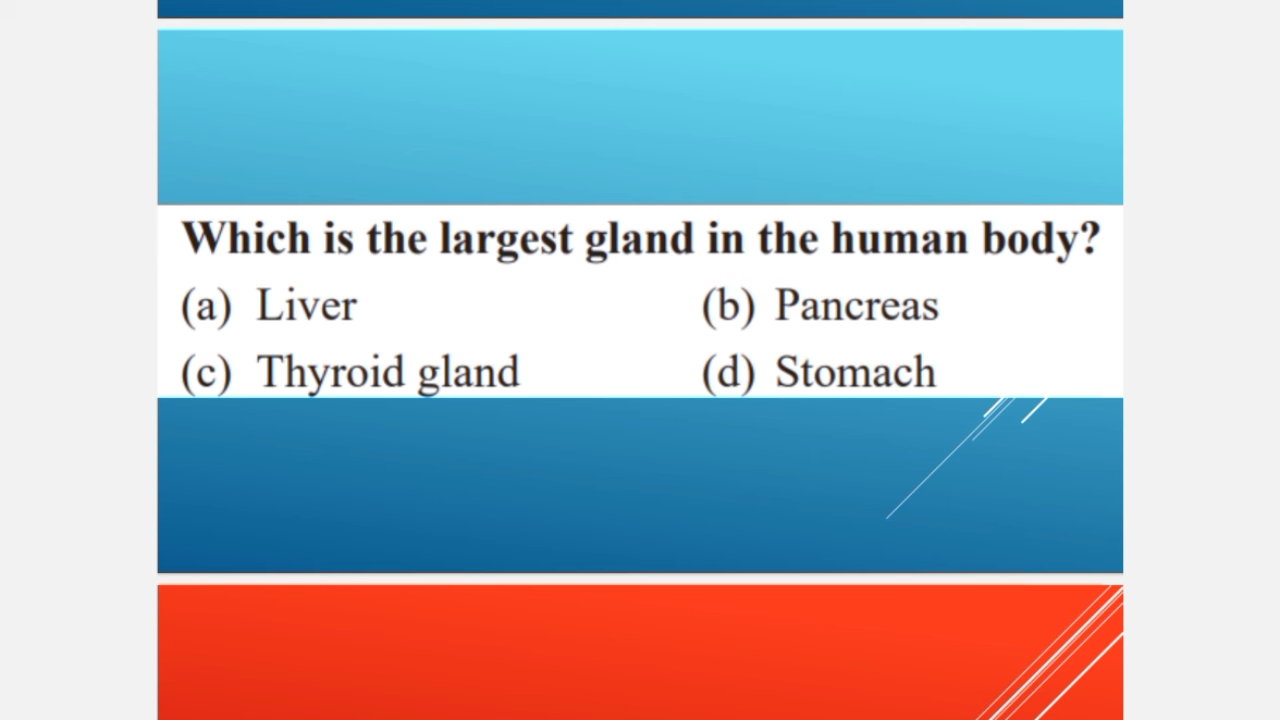 Which is the largest gland in the human body?
(a) Liver (b) Pancreas
(c) Thyroid gland (d) Stomach